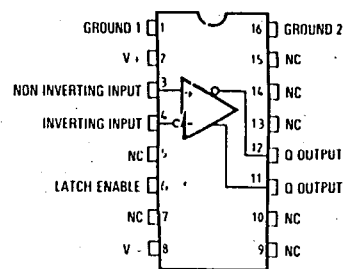 GROUND 1 1 16 GROUND 2
V + 2 15 NC
NON INVERTING INPUT 3 14 NC
INVERTING INPUT 4 13 NC
NC 5 12 Q OUTPUT
LATCH ENABLE 6 11 Q OUTPUT
NC 7 10 NC
V - 8 9 NC
+
-